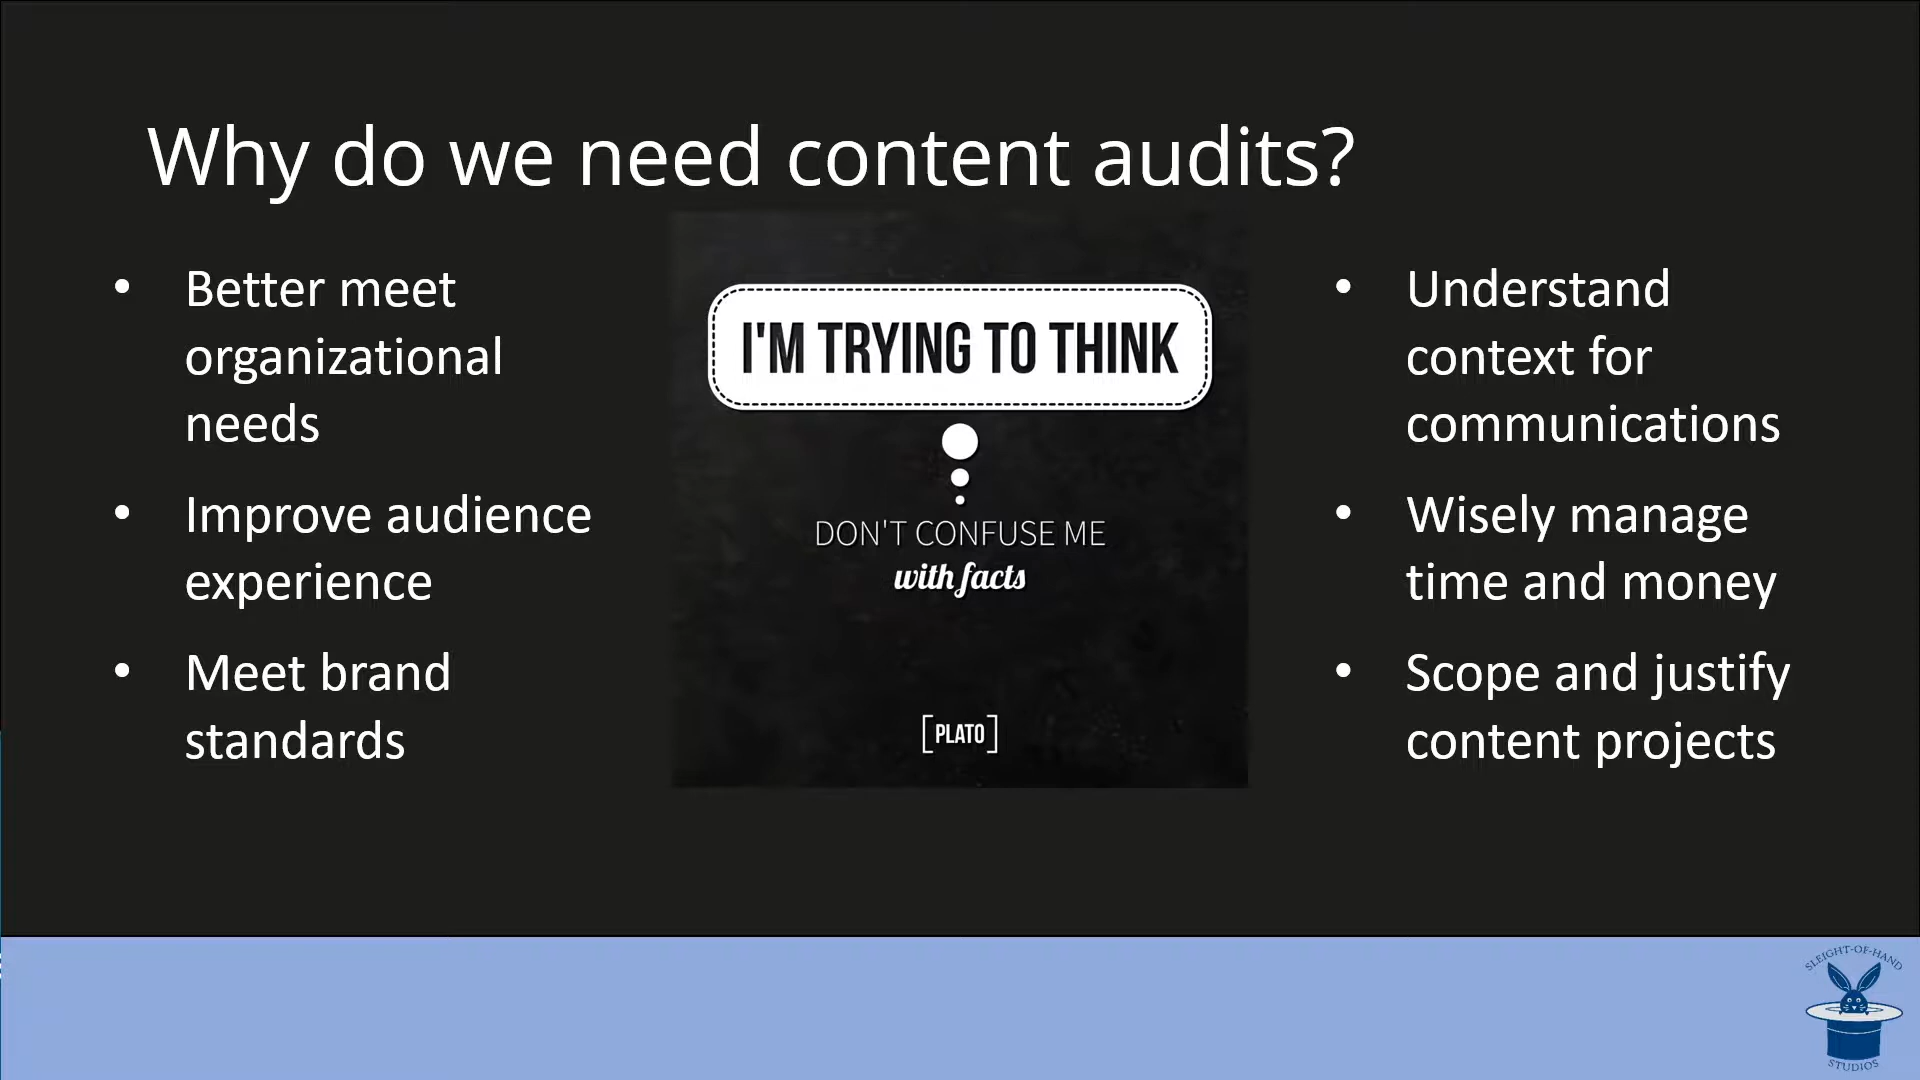 Why do we need content audits?
• Better meet
organizational
needs
• Improve audience
experience
• Meet brand
standards
I'M TRYING TO THINK
DON'T CONFUSE ME
with facts
[PLATO]
• Understand
context for
communications
• Wisely manage
time and money
• Scope and justify
content projects
SLEIGHT-OF-HAND
STUDIOS